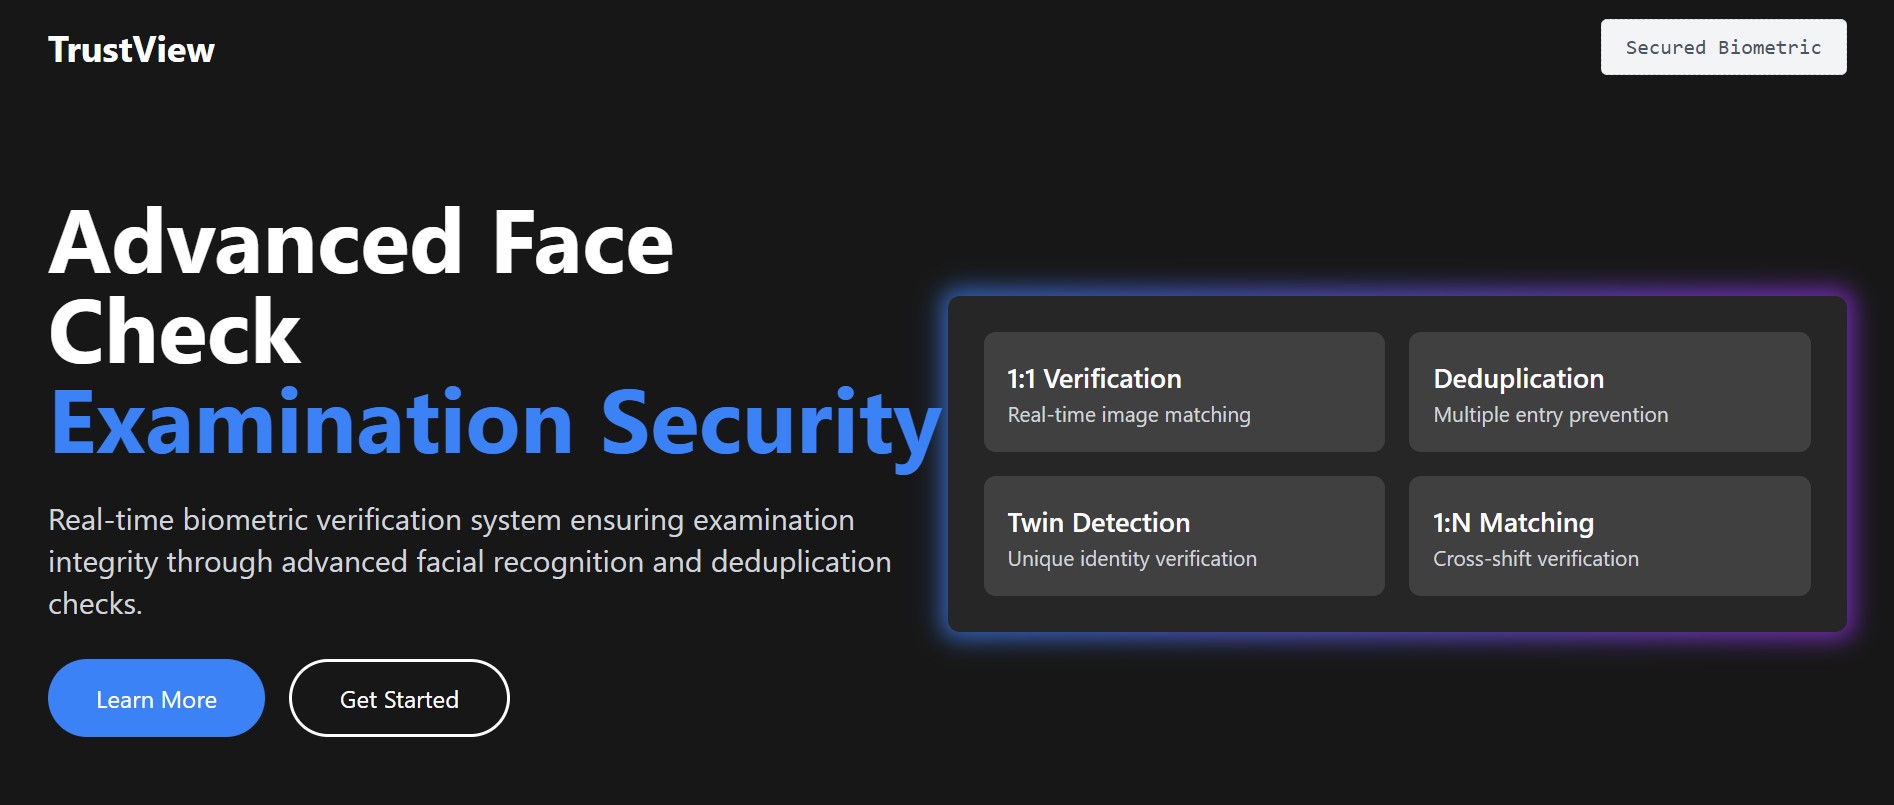 TrustView
Secured Biometric
Advanced Face
Check
Examination Security
Real-time biometric verification system ensuring examination
integrity through advanced facial recognition and deduplication
checks.
Learn More
Get Started
1:1 Verification
Real-time image matching
Deduplication
Multiple entry prevention
Twin Detection
Unique identity verification
1:N Matching
Cross-shift verification